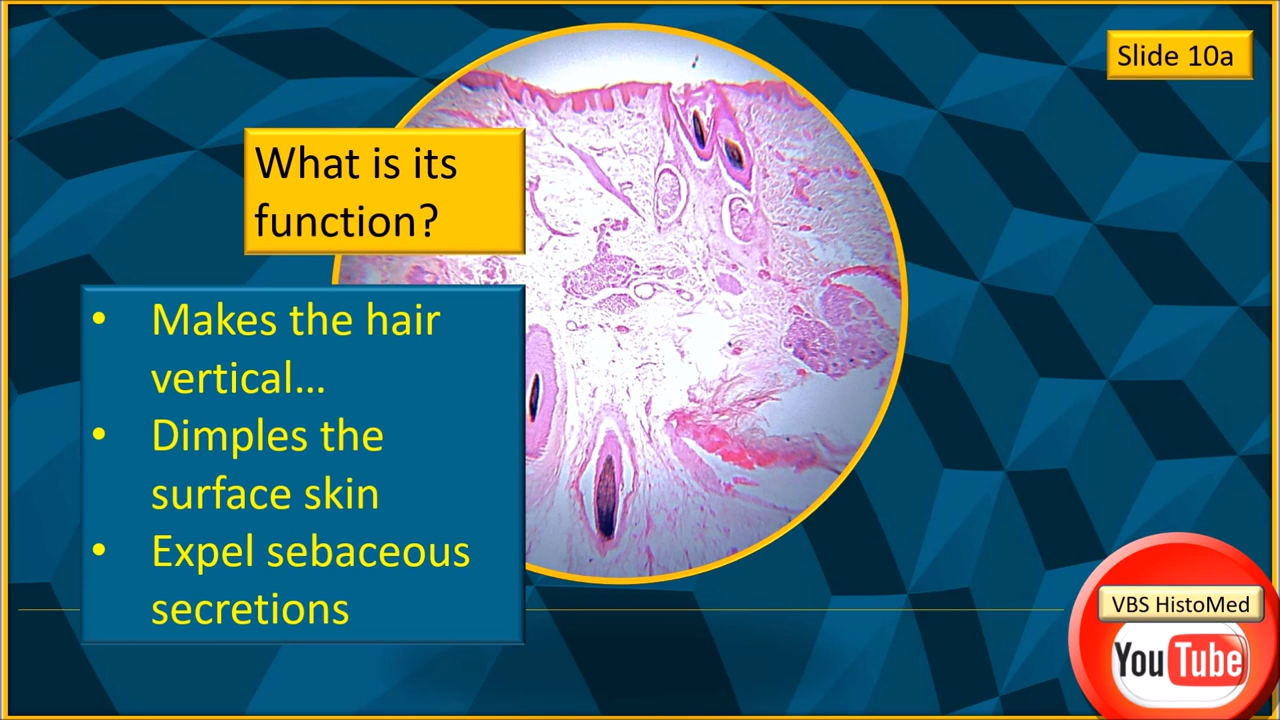 Slide 10a
What is its
function?
• Makes the hair
vertical…
• Dimples the
surface skin
• Expel sebaceous
secretions
VBS HistoMed
YouTube